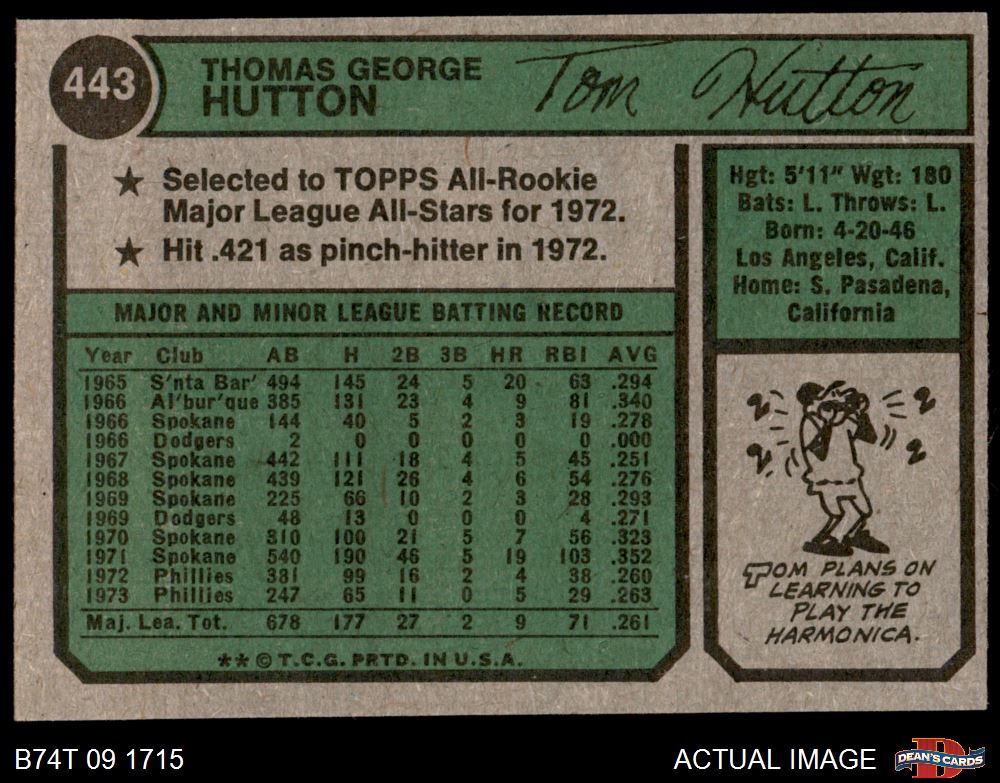 443
THOMAS GEORGE
HUTTON
Tom Hutton
★ Selected to TOPPS All-Rookie
Major League All-Stars for 1972.
★ Hit .421 as pinch-hitter in 1972.
Hgt: 5'11" Wgt: 180
Bats: L. Throws: L.
Born: 4-20-46
Los Angeles, Calif.
Home: S. Pasadena,
California
MAJOR AND MINOR LEAGUE BATTING RECORD
Year Club AB H 2B 3B HR RBI AVG
1965 S'nta Bar' 494 145 24 5 20 63 .294
1966 Al'bur'que 385 131 23 4 9 81 .340
1966 Spokane 144 40 5 2 3 19 .278
1966 Dodgers 2 0 0 0 0 0 .000
1967 Spokane 442 111 18 4 5 45 .251
1968 Spokane 439 121 26 4 6 54 .276
1969 Spokane 225 66 10 2 3 28 .293
1969 Dodgers 48 13 0 0 0 4 .271
1970 Spokane 310 100 21 5 7 56 .323
1971 Spokane 540 190 46 5 19 103 .352
1972 Phillies 381 99 16 2 4 38 .260
1973 Phillies 247 65 11 0 5 29 .263
Maj. Lea. Tot. 678 177 27 2 9 71 .261
** © T.C.G. PRTD. IN U.S.A.
2 2
2 2
TOM PLANS ON
LEARNING TO
PLAY THE
HARMONICA.
B74T 09 1715
ACTUAL IMAGE
D
DEAN'S CARDS